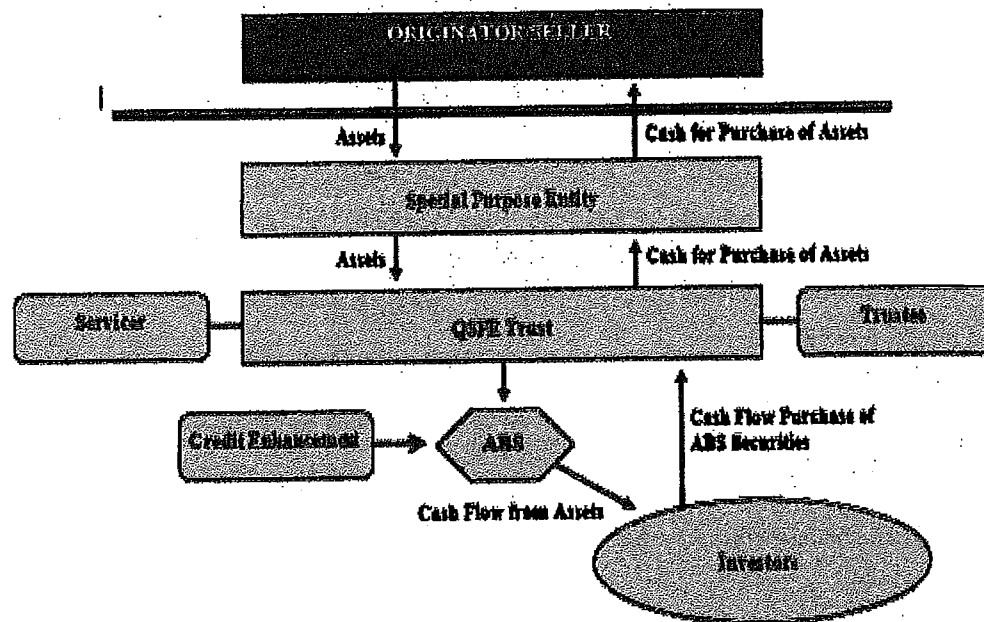 ORIGINATOR SELLER
Assets
Cash for Purchase of Assets
Special Purpose Entity
Assets
Cash for Purchase of Assets
Servicer
QSPE Trust
Trustee
Credit Enhancement
ABS
Cash Flow Purchase of
ABS Securities
Cash Flow from Assets
Investors